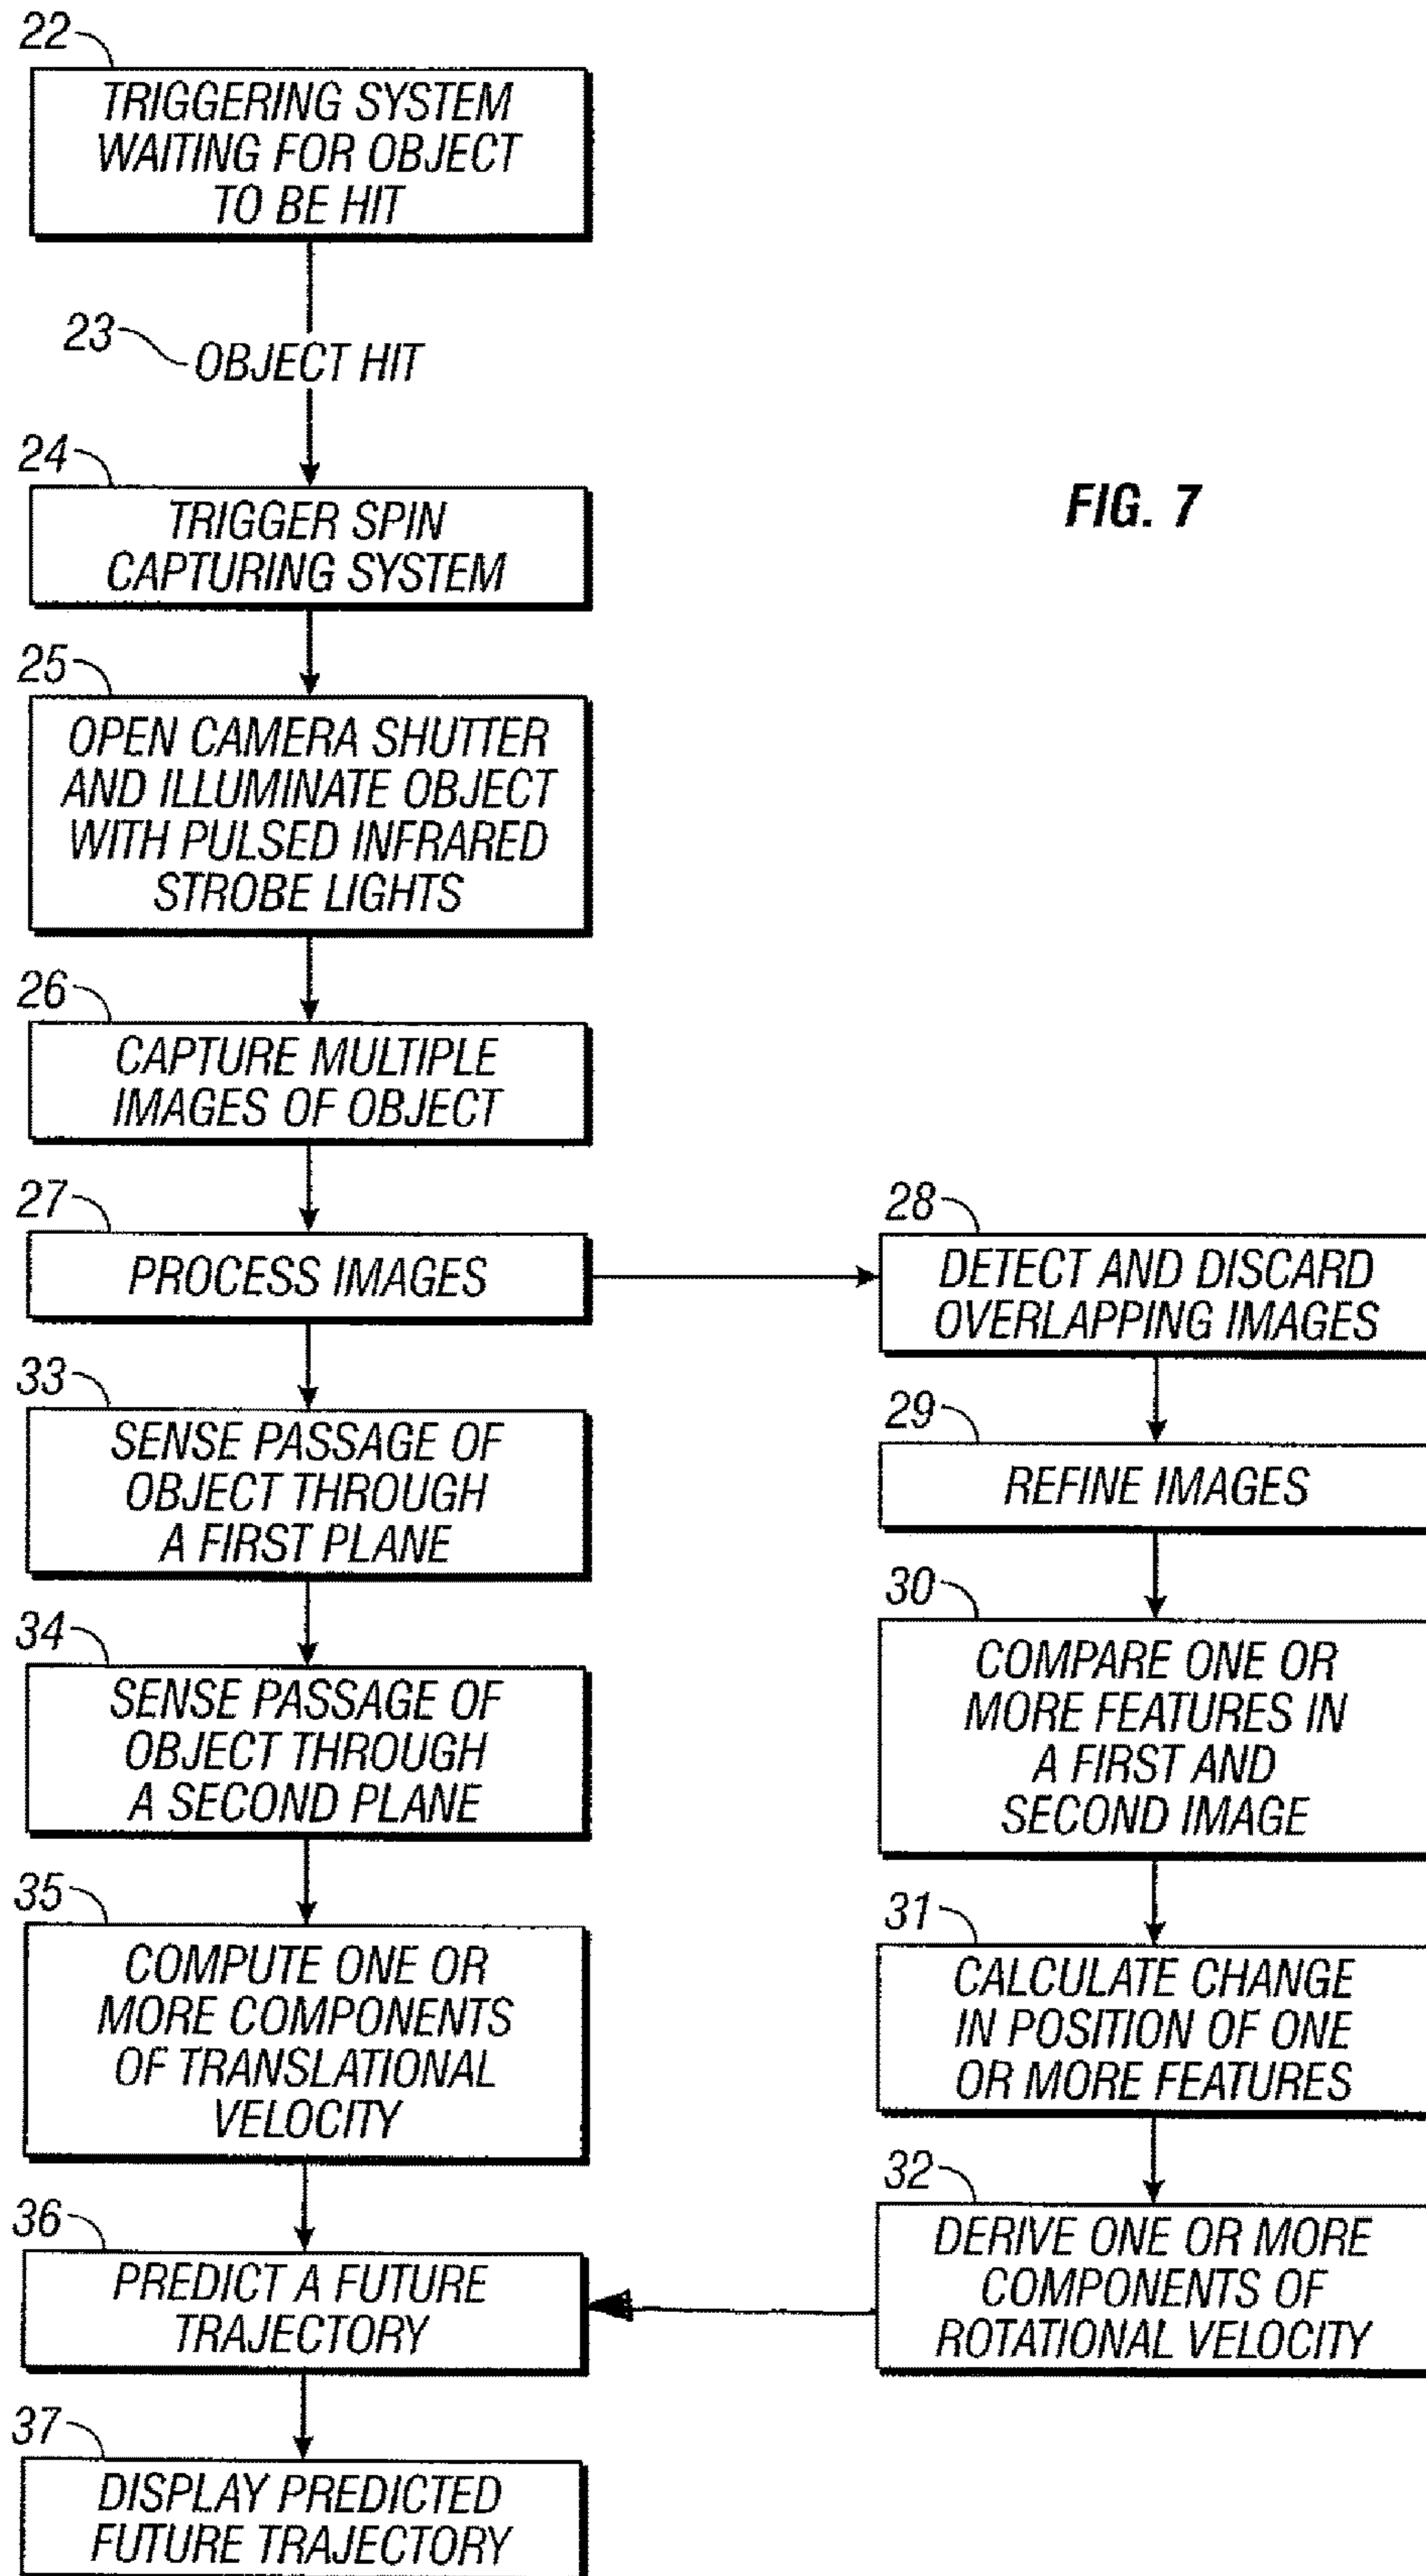 22
TRIGGERING SYSTEM
WAITING FOR OBJECT
TO BE HIT
23
OBJECT HIT
24
TRIGGER SPIN
CAPTURING SYSTEM
FIG. 7
25
OPEN CAMERA SHUTTER
AND ILLUMINATE OBJECT
WITH PULSED INFRARED
STROBE LIGHTS
26
CAPTURE MULTIPLE
IMAGES OF OBJECT
27
PROCESS IMAGES
28
DETECT AND DISCARD
OVERLAPPING IMAGES
29
REFINE IMAGES
30
COMPARE ONE OR
MORE FEATURES IN
A FIRST AND
SECOND IMAGE
31
CALCULATE CHANGE
IN POSITION OF ONE
OR MORE FEATURES
32
DERIVE ONE OR MORE
COMPONENTS OF
ROTATIONAL VELOCITY
33
SENSE PASSAGE OF
OBJECT THROUGH
A FIRST PLANE
34
SENSE PASSAGE OF
OBJECT THROUGH
A SECOND PLANE
35
COMPUTE ONE OR
MORE COMPONENTS
OF TRANSLATIONAL
VELOCITY
36
PREDICT A FUTURE
TRAJECTORY
37
DISPLAY PREDICTED
FUTURE TRAJECTORY